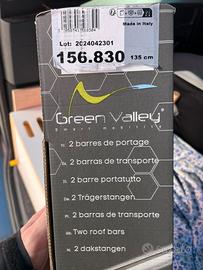 Made in Italy
Lot: 2024042301
156.830 135 cm
Green Valley®
Smart mobility
2 barres de portage
2 barras de transporte
2 barre portatutto
2 Trägerstangen
2 barras de transporte
Two roof bars
2 dakstangen